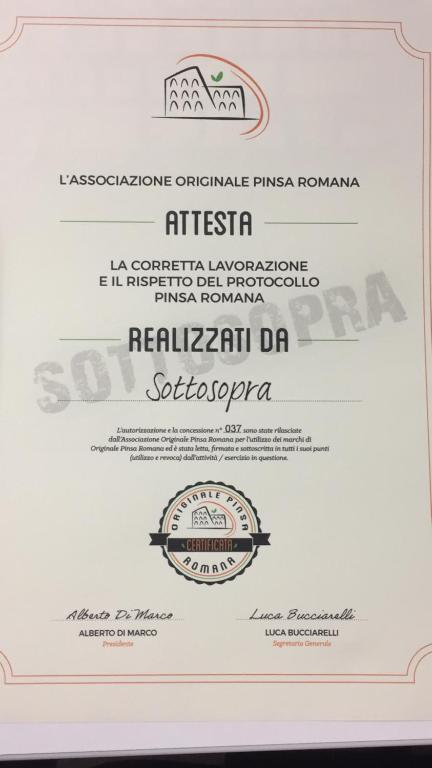 L'ASSOCIAZIONE ORIGINALE PINSA ROMANA
ATTESTA
LA CORRETTA LAVORAZIONE
E IL RISPETTO DEL PROTOCOLLO
PINSA ROMANA
SOTTOSOPRA
REALIZZATI DA
Sottosopra
L'autorizzazione e la concessione n° 037 sono state rilasciate
dall'Associazione Originale Pinsa Romana per l'utilizzo dei marchi di
Originale Pinsa Romana ed è stata letta, firmata e sottoscritta in tutti i suoi punti
(utilizzo e revoca) dall'attività / esercizio in questione.
ORIGINALE PINSA
CERTIFICATA
ROMANA
Alberto Di Marco
ALBERTO DI MARCO
Presidente
Luca Bucciarelli
LUCA BUCCIARELLI
Segretario Generale